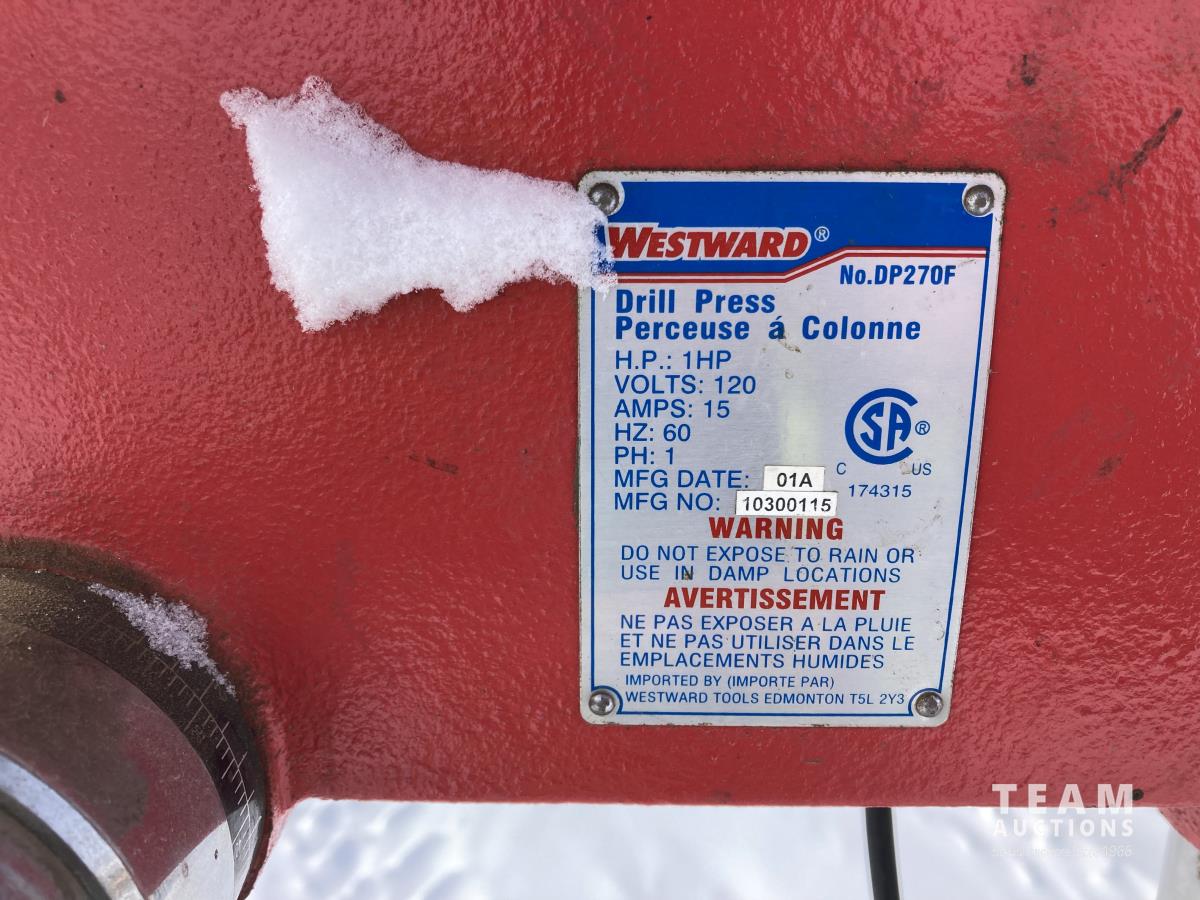 WESTWARD®
No.DP270F
Drill Press
Perceuse á Colonne
H.P.: 1HP
VOLTS: 120
AMPS: 15
HZ: 60
PH: 1
MFG DATE: 01A
MFG NO: 10300115
CSA®
C US
174315
WARNING
DO NOT EXPOSE TO RAIN OR
USE IN DAMP LOCATIONS
AVERTISSEMENT
NE PAS EXPOSER A LA PLUIE
ET NE PAS UTILISER DANS LE
EMPLACEMENTS HUMIDES
IMPORTED BY (IMPORTE PAR)
WESTWARD TOOLS EDMONTON T5L 2Y3
TEAM
AUCTIONS